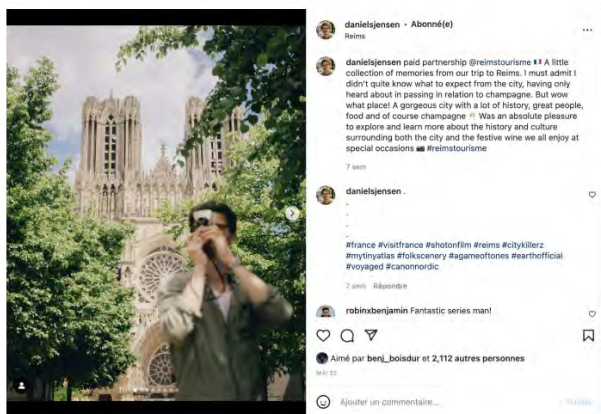 danielsjensen • Abonné(e)
Reims
danielsjensen paid partnership @reimstourisme 🇫🇷 A little
collection of memories from our trip to Reims. I must admit I
didn't quite know what to expect from the city, having only
heard about in passing in relation to champagne. But wow
what place! A gorgeous city with a lot of history, great people,
food and of course champagne 🥂 Was an absolute pleasure
to explore and learn more about the history and culture
surrounding both the city and the festive wine we all enjoy at
special occasions 📷 #reimstourisme
7 sem
danielsjensen .
.
.
.
.
#france #visitfrance #shotonfilm #reims #citykillerz
#mytinyatlas #folkscenery #agameoftones #earthofficial
#voyaged #canonnordic
7 sem Répondre
robinxbenjamin Fantastic series man!
Aimé par benj_boisdur et 2,112 autres personnes
MAI 22
Ajouter un commentaire...